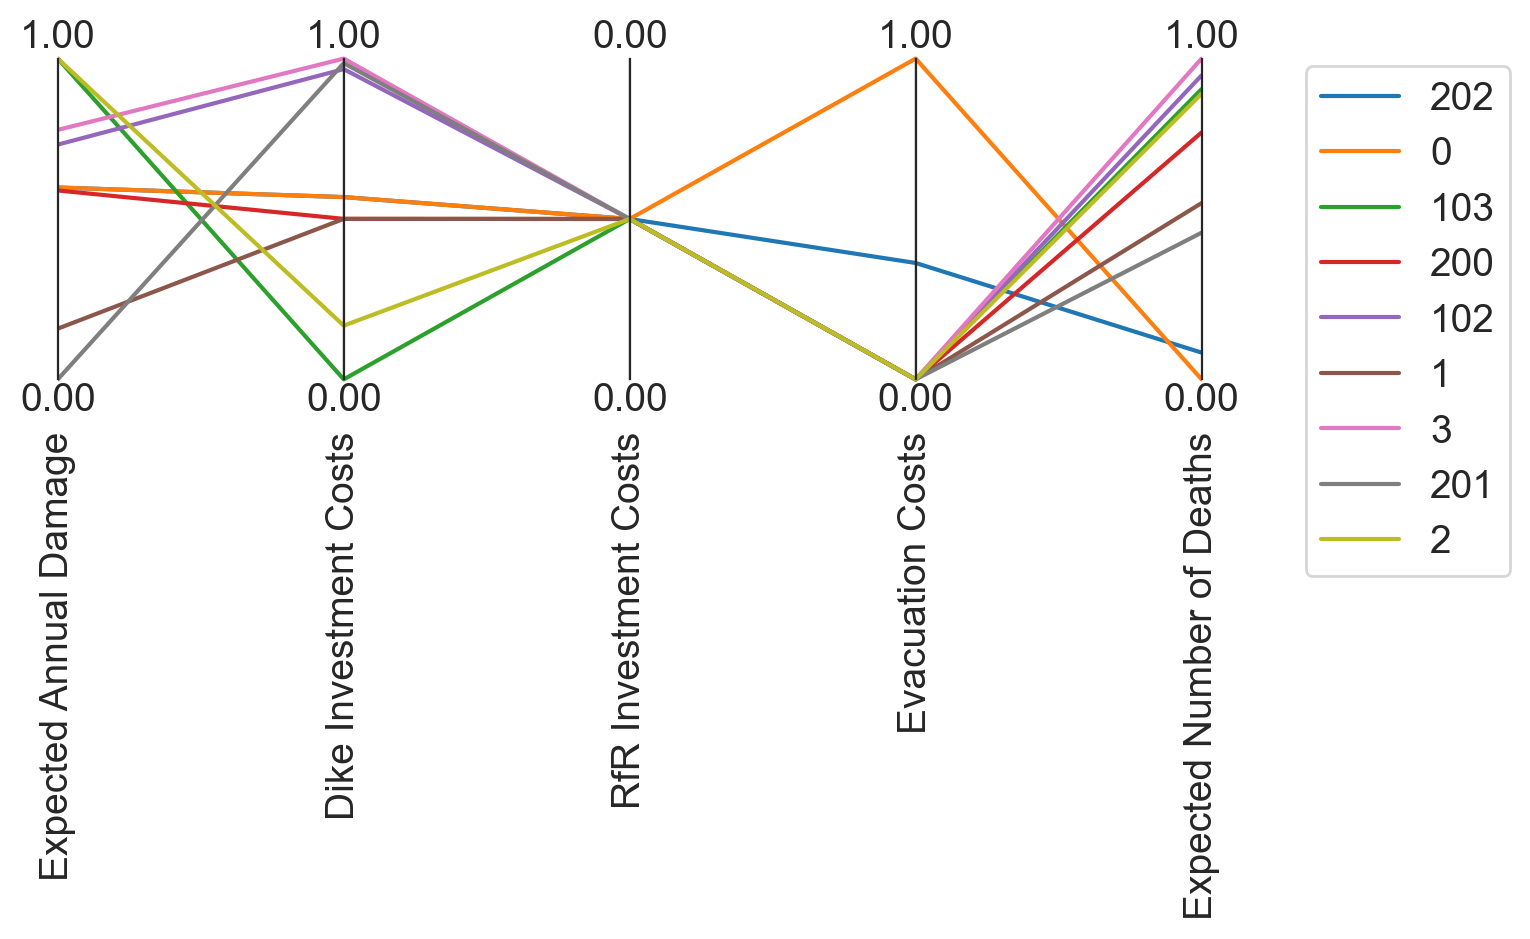 1.00 1.00 0.00 1.00 1.00
0.00 0.00 0.00 0.00 0.00
Expected Annual Damage
Dike Investment Costs
RfR Investment Costs
Evacuation Costs
Expected Number of Deaths
202
0
103
200
102
1
3
201
2